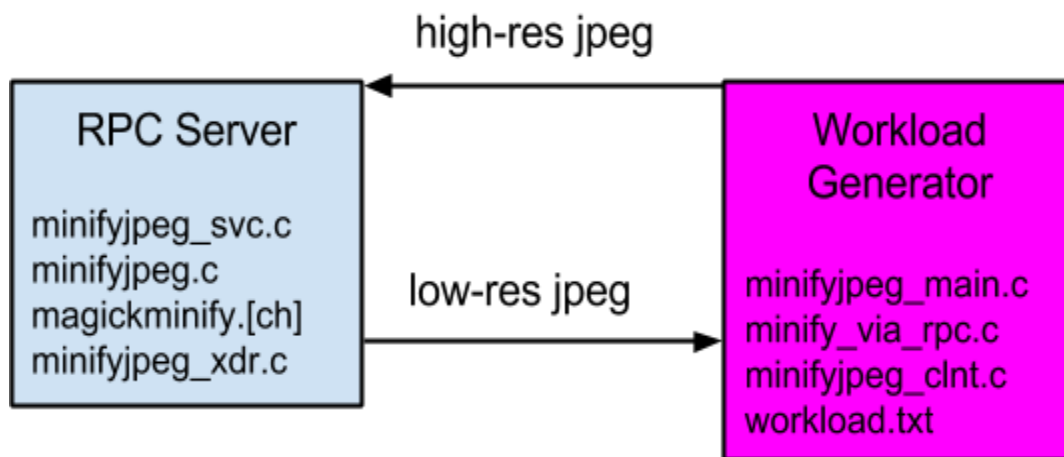 high-res jpeg
RPC Server
minifyjpeg_svc.c
minifyjpeg.c
magickminify.[ch]
minifyjpeg_xdr.c
low-res jpeg
Workload
Generator
minifyjpeg_main.c
minify_via_rpc.c
minifyjpeg_clnt.c
workload.txt